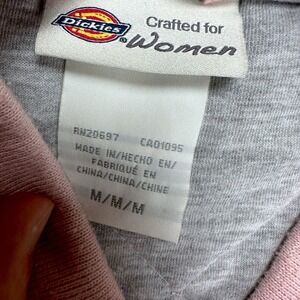 Dickies
®
Crafted for
Women
RN20697 CA01095
MADE IN/HECHO EN/
FABRIQUÉ EN
CHINA/CHINA/CHINE
M/M/M